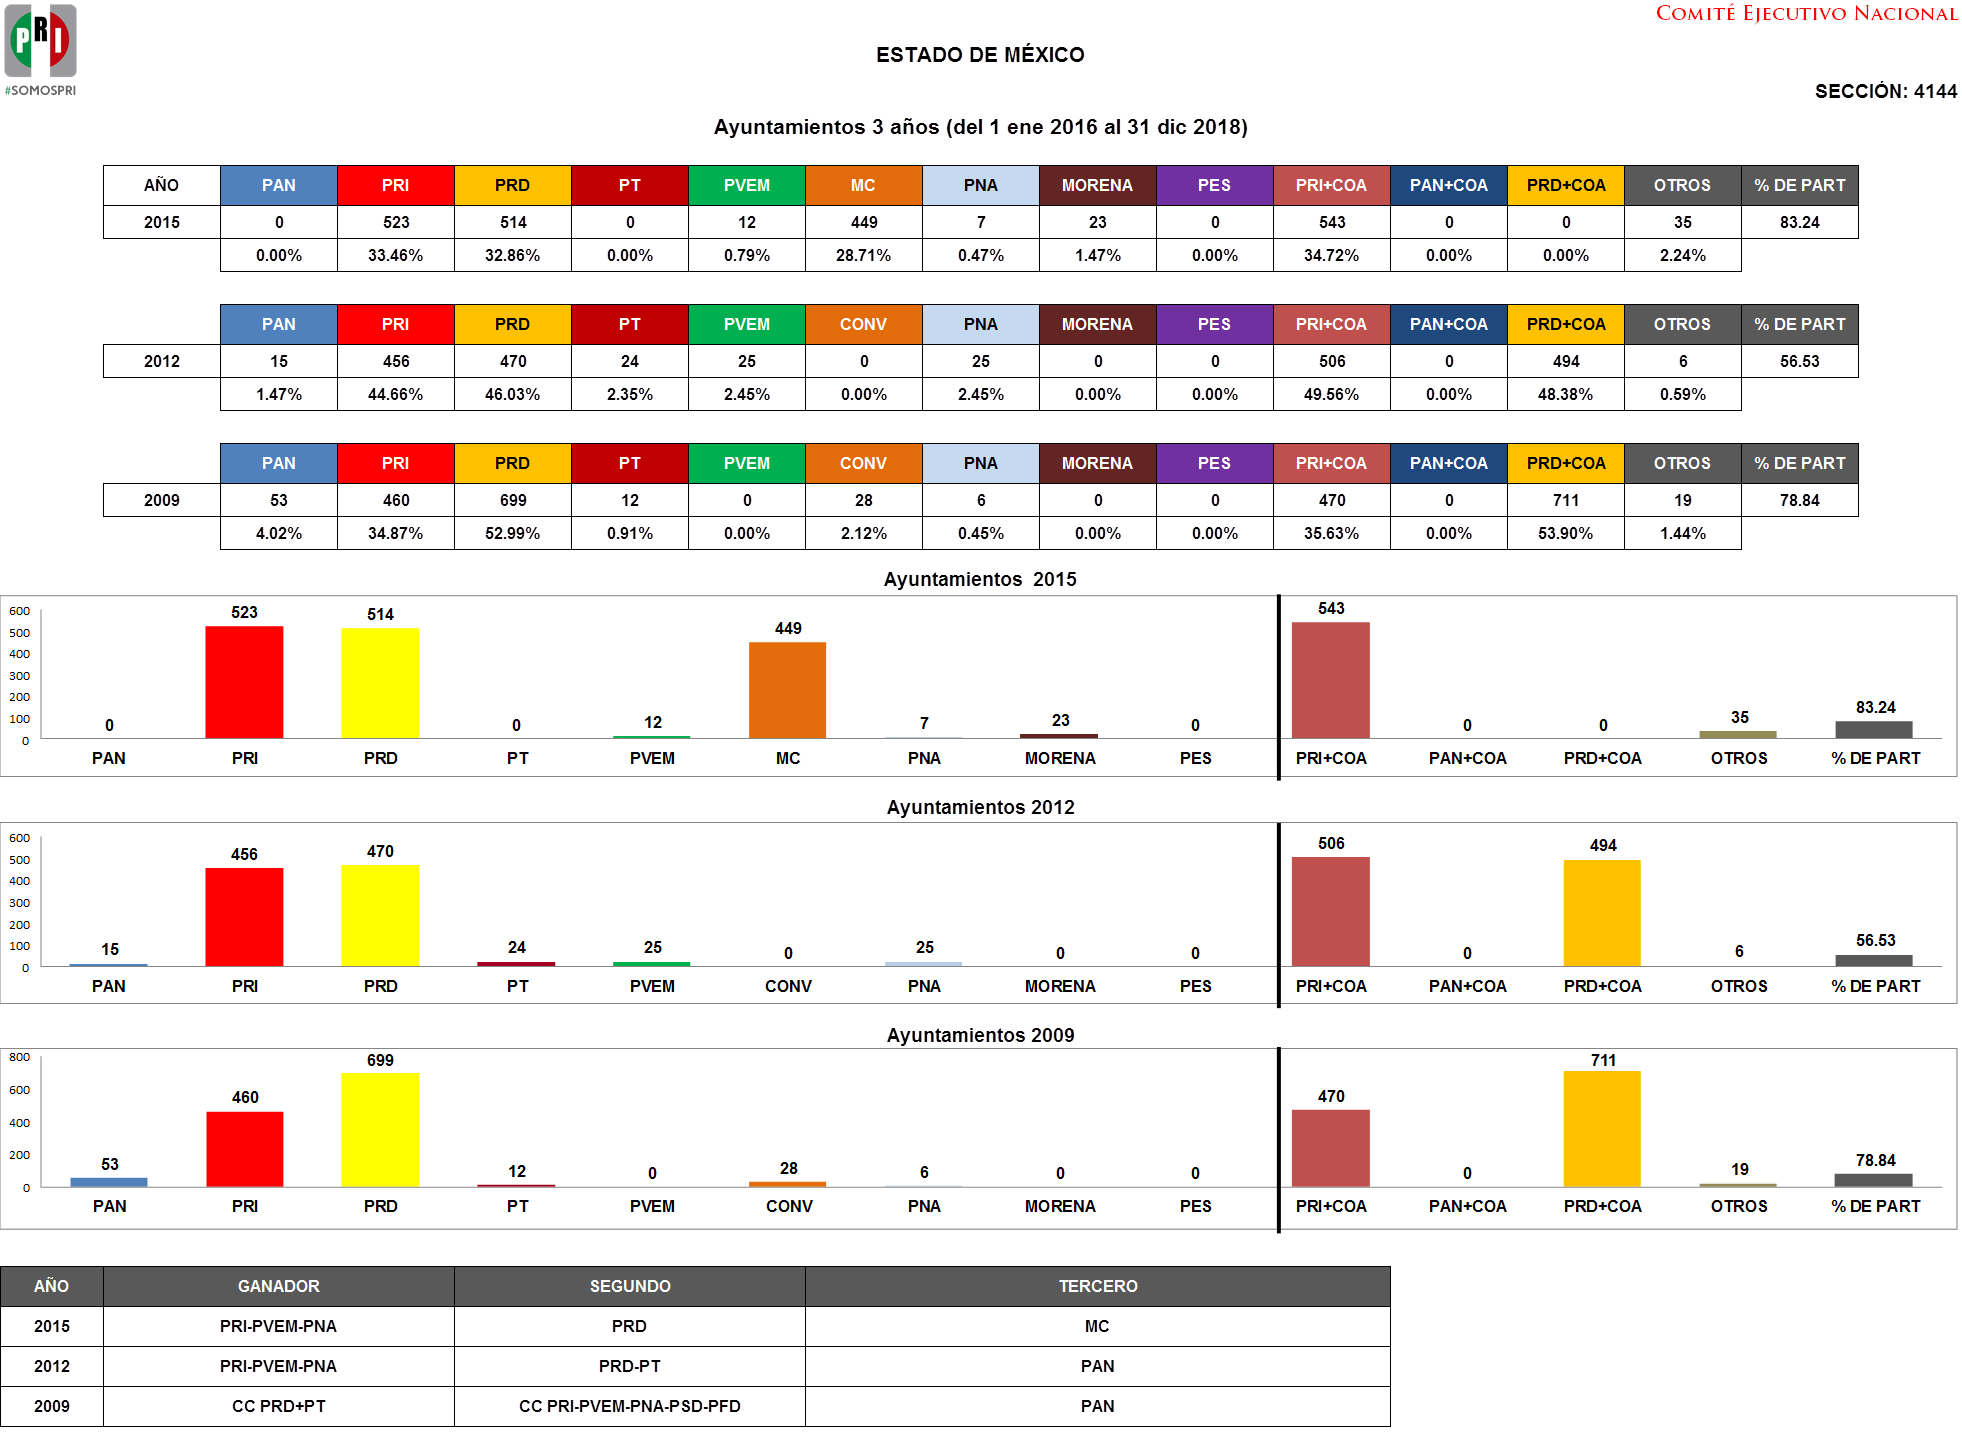 PRI
#SOMOSPRI
COMITÉ EJECUTIVO NACIONAL
ESTADO DE MÉXICO
SECCIÓN: 4144
Ayuntamientos 3 años (del 1 ene 2016 al 31 dic 2018)
AÑO PAN PRI PRD PT PVEM MC PNA MORENA PES PRI+COA PAN+COA PRD+COA OTROS % DE PART
2015 0 523 514 0 12 449 7 23 0 543 0 0 35 83.24
0.00% 33.46% 32.86% 0.00% 0.79% 28.71% 0.47% 1.47% 0.00% 34.72% 0.00% 0.00% 2.24%
PAN PRI PRD PT PVEM CONV PNA MORENA PES PRI+COA PAN+COA PRD+COA OTROS % DE PART
2012 15 456 470 24 25 0 25 0 0 506 0 494 6 56.53
1.47% 44.66% 46.03% 2.35% 2.45% 0.00% 2.45% 0.00% 0.00% 49.56% 0.00% 48.38% 0.59%
PAN PRI PRD PT PVEM CONV PNA MORENA PES PRI+COA PAN+COA PRD+COA OTROS % DE PART
2009 53 460 699 12 0 28 6 0 0 470 0 711 19 78.84
4.02% 34.87% 52.99% 0.91% 0.00% 2.12% 0.45% 0.00% 0.00% 35.63% 0.00% 53.90% 1.44%
Ayuntamientos 2015
600
500
400
300
200
100
0
0 523 514 0 12 449 7 23 0 543 0 0 35 83.24
PAN PRI PRD PT PVEM MC PNA MORENA PES PRI+COA PAN+COA PRD+COA OTROS % DE PART
Ayuntamientos 2012
600
500
400
300
200
100
0
15 456 470 24 25 0 25 0 0 506 0 494 6 56.53
PAN PRI PRD PT PVEM CONV PNA MORENA PES PRI+COA PAN+COA PRD+COA OTROS % DE PART
Ayuntamientos 2009
800
600
400
200
0
53 460 699 12 0 28 6 0 0 470 0 711 19 78.84
PAN PRI PRD PT PVEM CONV PNA MORENA PES PRI+COA PAN+COA PRD+COA OTROS % DE PART
AÑO GANADOR SEGUNDO TERCERO
2015 PRI-PVEM-PNA PRD MC
2012 PRI-PVEM-PNA PRD-PT PAN
2009 CC PRD+PT CC PRI-PVEM-PNA-PSD-PFD PAN